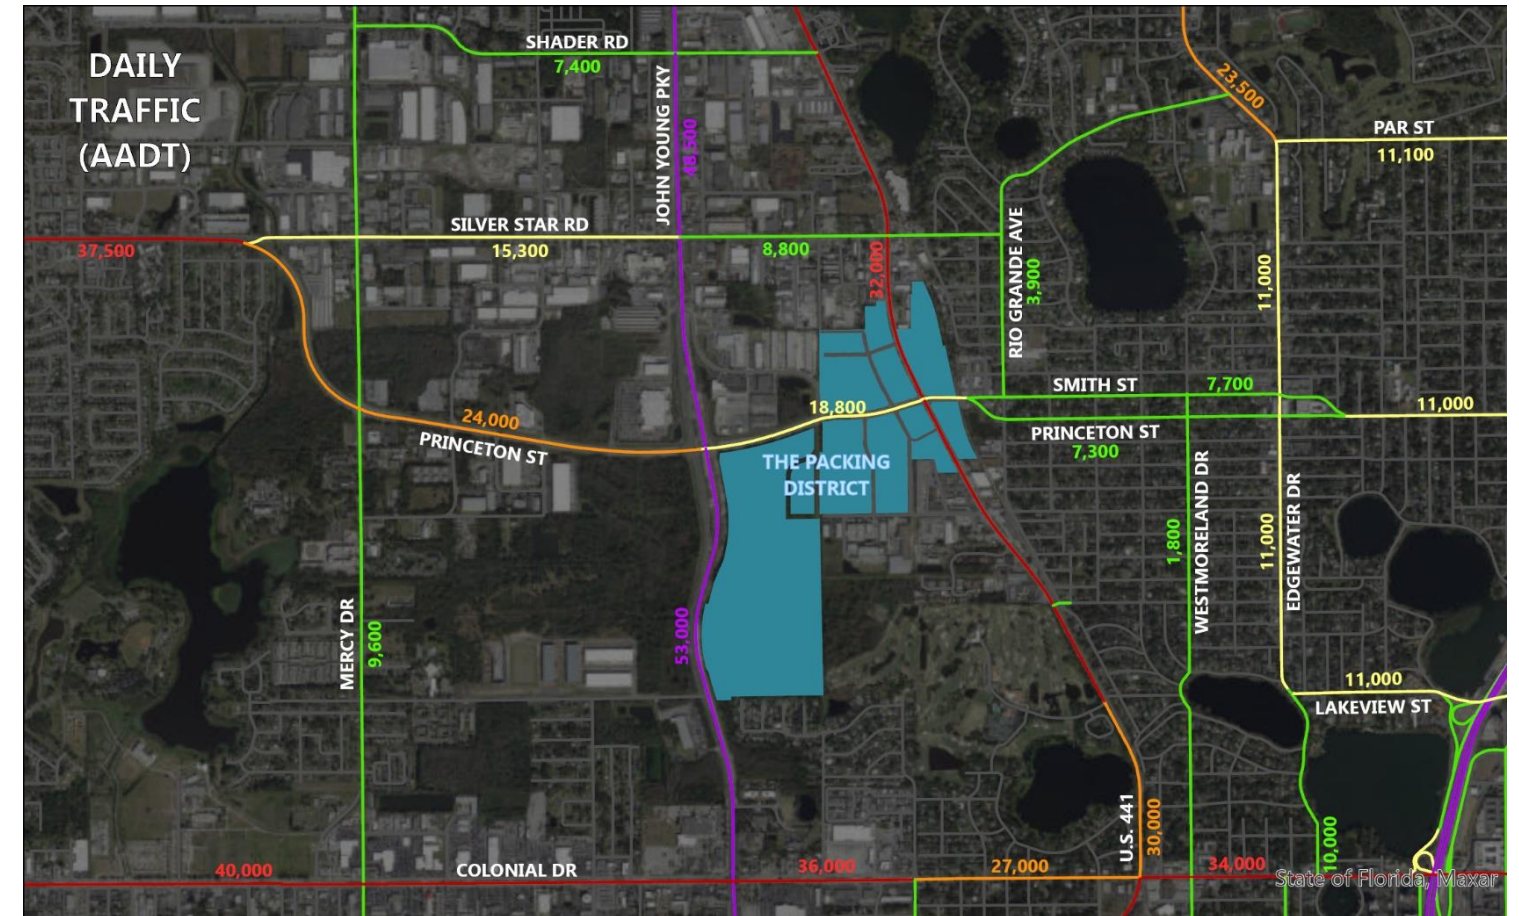 DAILY
TRAFFIC
(AADT)
SHADER RD
7,400
JOHN YOUNG PKY
48,500
23,500
PAR ST
11,100
37,500
SILVER STAR RD
15,300
8,800
32,000
RIO GRANDE AVE
3,900
11,000
24,000
PRINCETON ST
18,800
SMITH ST
7,700
11,000
PRINCETON ST
7,300
THE PACKING
DISTRICT
1,800
WESTMORELAND DR
11,000
EDGEWATER DR
MERCY DR
9,600
53,000
11,000
LAKEVIEW ST
U.S. 441
30,000
10,000
40,000
COLONIAL DR
36,000
27,000
34,000
State of Florida, Maxar